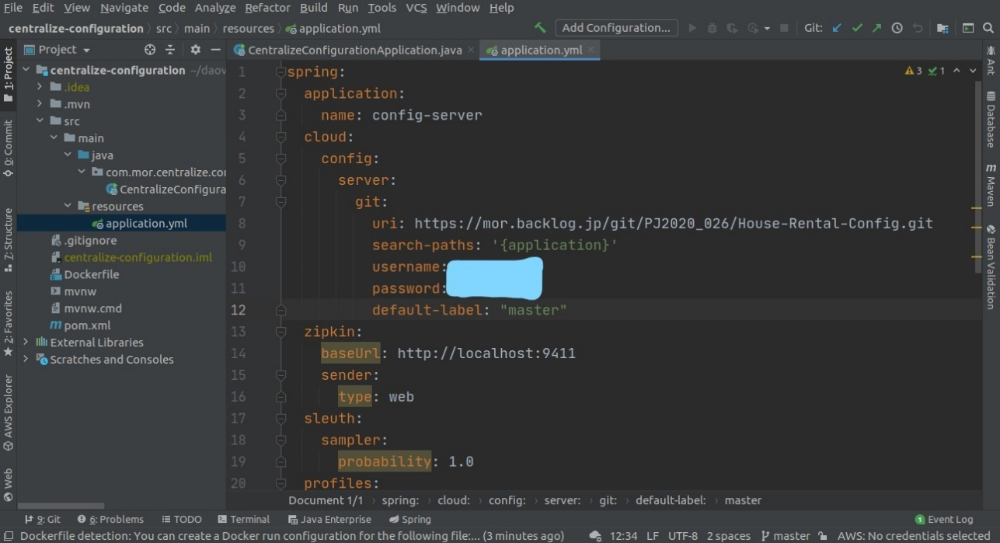 File Edit View Navigate Code Analyze Refactor Build Run Tools VCS Window Help
centralize-configuration src main resources application.yml Add Configuration... Git:
Project CentralizeConfigurationApplication.java application.yml
1: Project
0: Commit
7: Structure
2: Favorites
AWS Explorer
Web
centralize-configuration ~/daov
.idea
.mvn
src
main
java
com.mor.centralize.co
CentralizeConfigura
resources
application.yml
.gitignore
centralize-configuration.iml
Dockerfile
mvnw
mvnw.cmd
pom.xml
External Libraries
Scratches and Consoles
1 spring:
2 application:
3 name: config-server
4 cloud:
5 config:
6 server:
7 git:
8 uri: https://mor.backlog.jp/git/PJ2020_026/House-Rental-Config.git
9 search-paths: '{application}'
10 username:
11 password:
12 default-label: "master"
13 zipkin:
14 baseUrl: http://localhost:9411
15 sender:
16 type: web
17 sleuth:
18 sampler:
19 probability: 1.0
20 profiles:
3 1
Ant
Database
Maven
Bean Validation
Document 1/1 spring: cloud: config: server: git: default-label: master
9: Git 6: Problems TODO Terminal Java Enterprise Spring 1 Event Log
Dockerfile detection: You can create a Docker run configuration for the following file:... (3 minutes ago) 12:34 LF UTF-8 2 spaces master AWS: No credentials selected